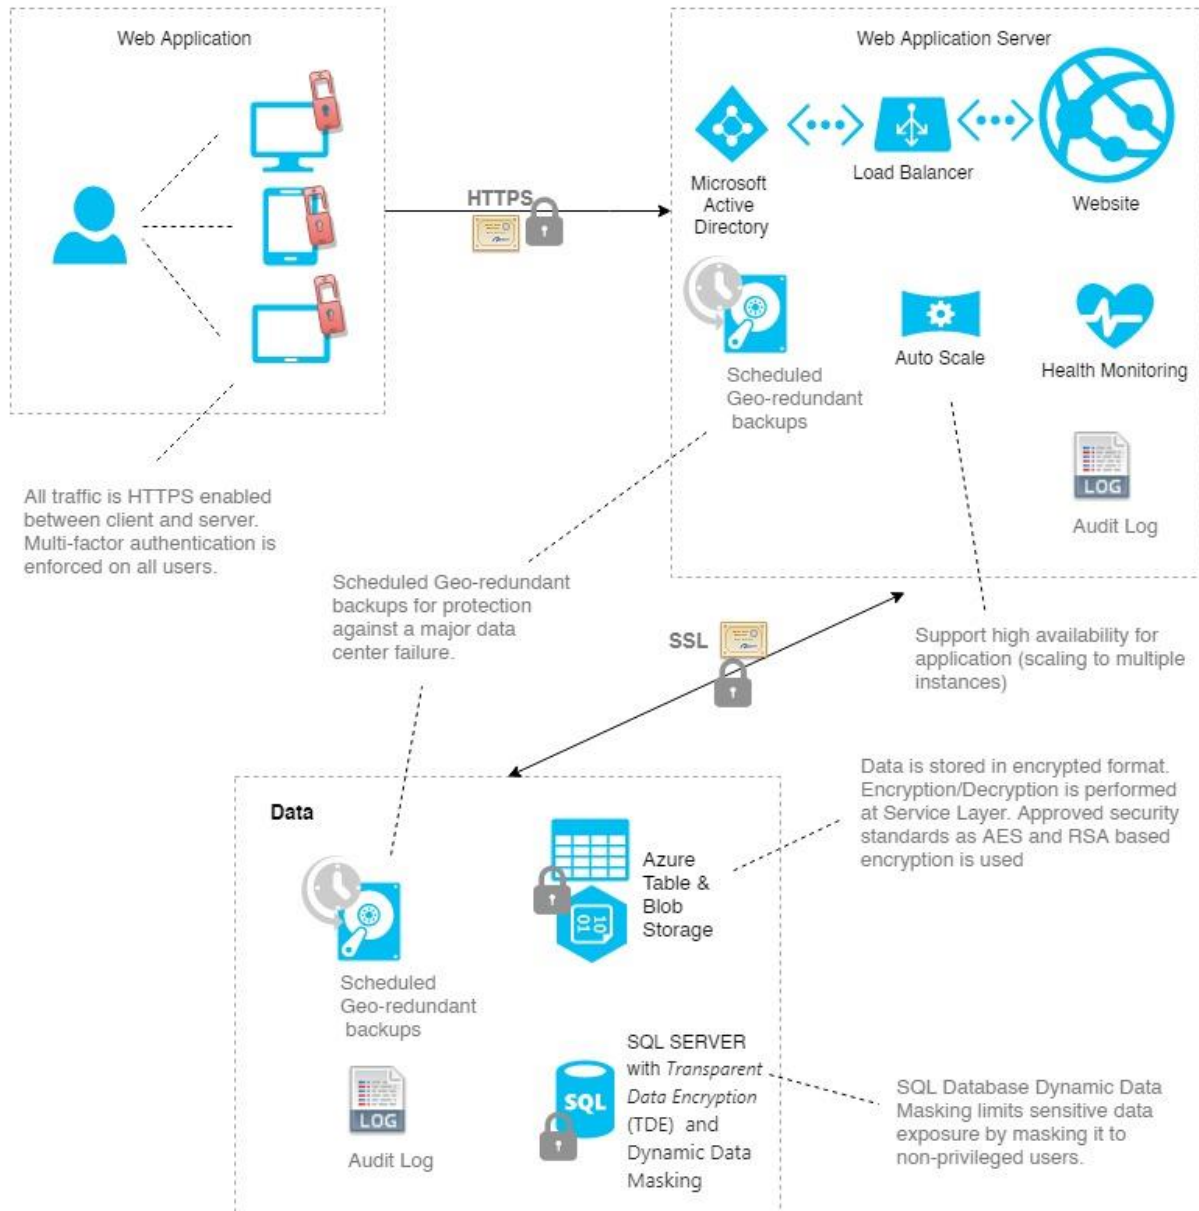 Web Application
HTTPS
Web Application Server
Microsoft
Active
Directory
Load Balancer
Website
Scheduled
Geo-redundant
backups
Auto Scale
Health Monitoring
LOG
Audit Log
All traffic is HTTPS enabled
between client and server.
Multi-factor authentication is
enforced on all users.
Scheduled Geo-redundant
backups for protection
against a major data
center failure.
SSL
Support high availability for
application (scaling to multiple
instances)
Data is stored in encrypted format.
Encryption/Decryption is performed
at Service Layer. Approved security
standards as AES and RSA based
encryption is used
Data
Scheduled
Geo-redundant
backups
LOG
Audit Log
10
01
Azure
Table &
Blob
Storage
SQL
SQL SERVER
with Transparent
Data Encryption
(TDE) and
Dynamic Data
Masking
SQL Database Dynamic Data
Masking limits sensitive data
exposure by masking it to
non-privileged users.